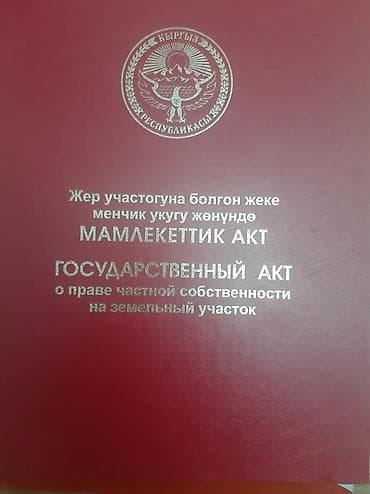 КЫРГЫЗ
РЕСПУБЛИКАСЫ
Жер участогуна болгон жеке
менчик укугу жөнүндө
МАМЛЕКЕТТИК АКТ
ГОСУДАРСТВЕННЫЙ АКТ
о праве частной собственности
на земельный участок